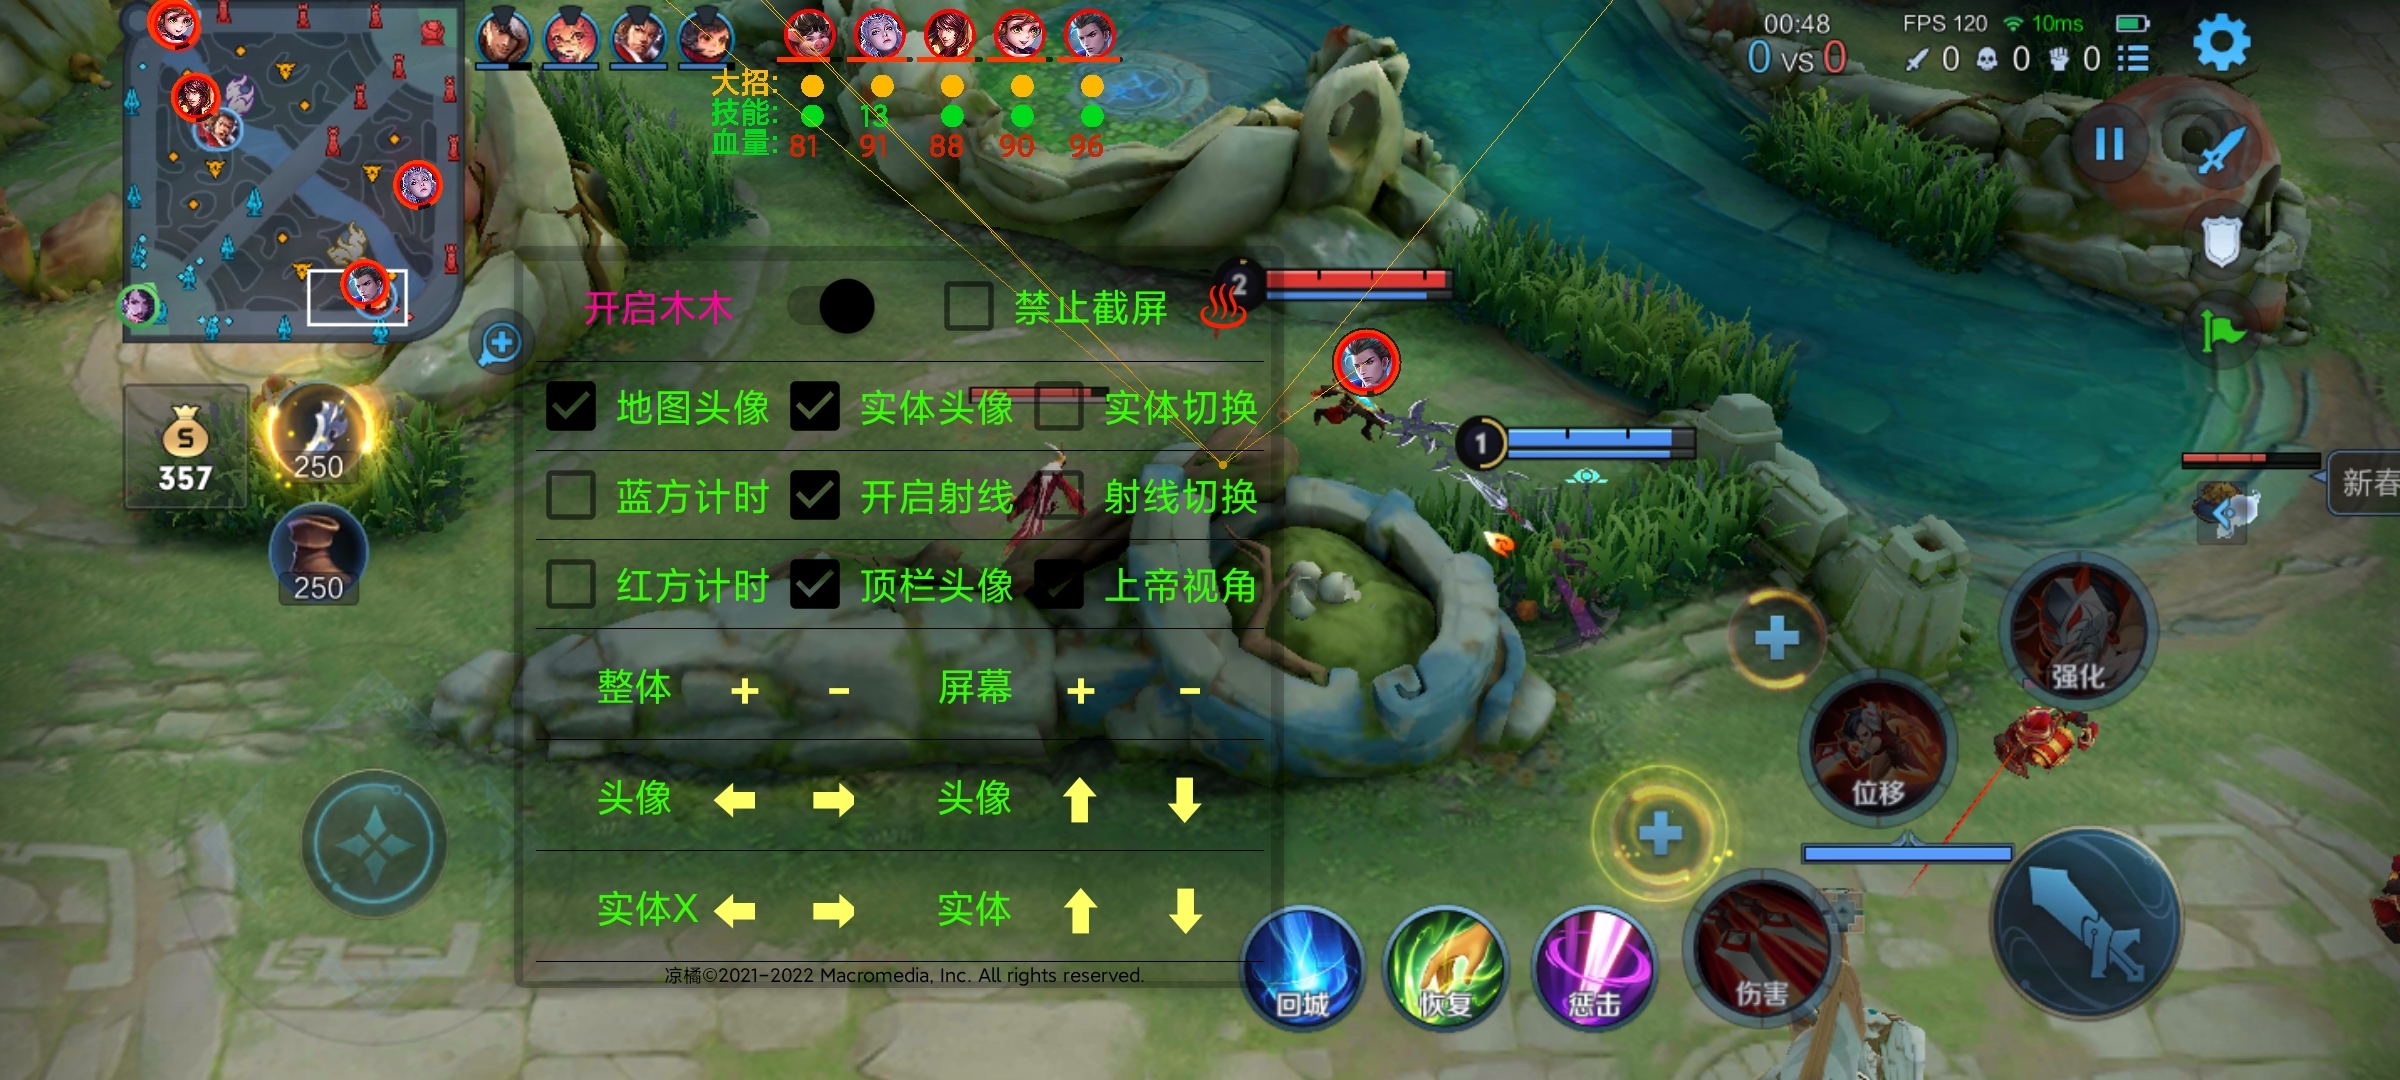 00:48 FPS 120 10ms
0 VS 0 0 0 0
大招:
技能: 13
血量: 81 91 88 90 96
开启木木 禁止截屏
2
地图头像 实体头像 实体切换
1
S
357
250
蓝方计时 开启射线 射线切换
新春
250
红方计时 顶栏头像 上帝视角
整体 + - 屏幕 + -
强化
头像 头像
位移
实体X 实体
凉橘©2021-2022 Macromedia, Inc. All rights reserved.
回城 恢复 惩击 伤害